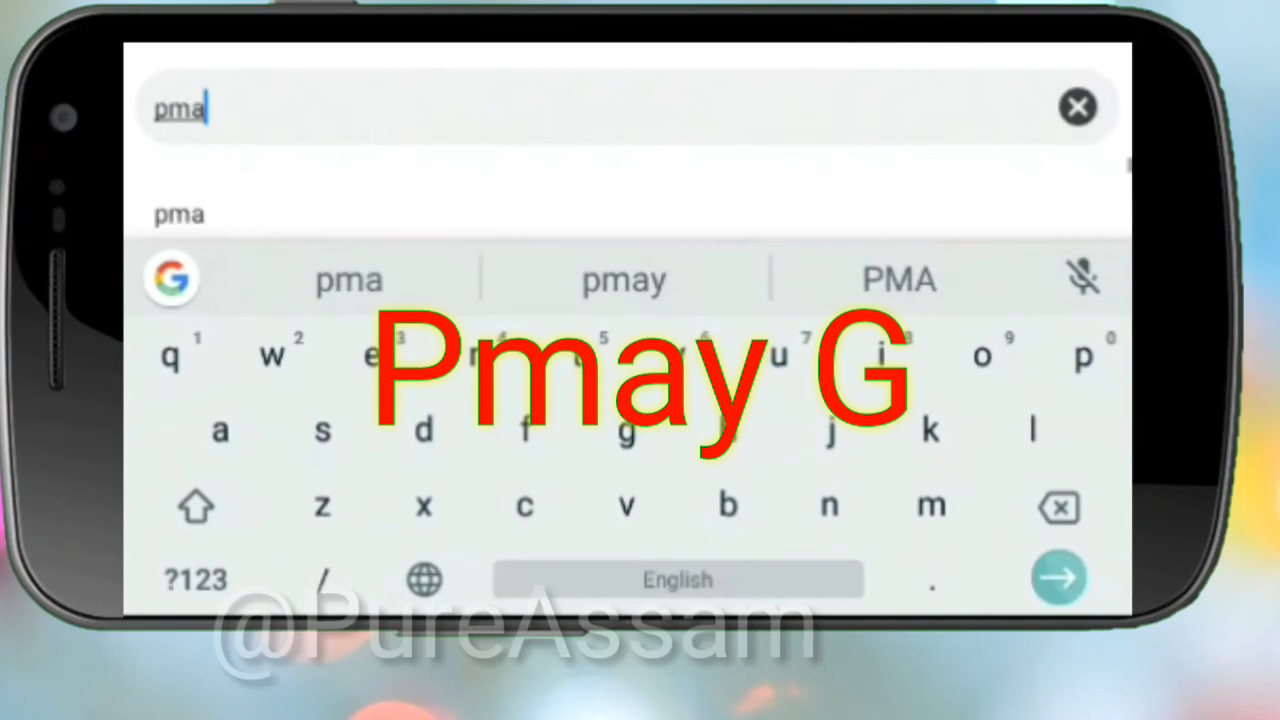 pma
pma
G pma pmay PMA
q 1 w 2 e 3 r 4 t 5 y 6 u 7 i 8 o 9 p 0
Pmay G
a s d f g h j k l
z x c v b n m
?123 / English .
@PureAssam